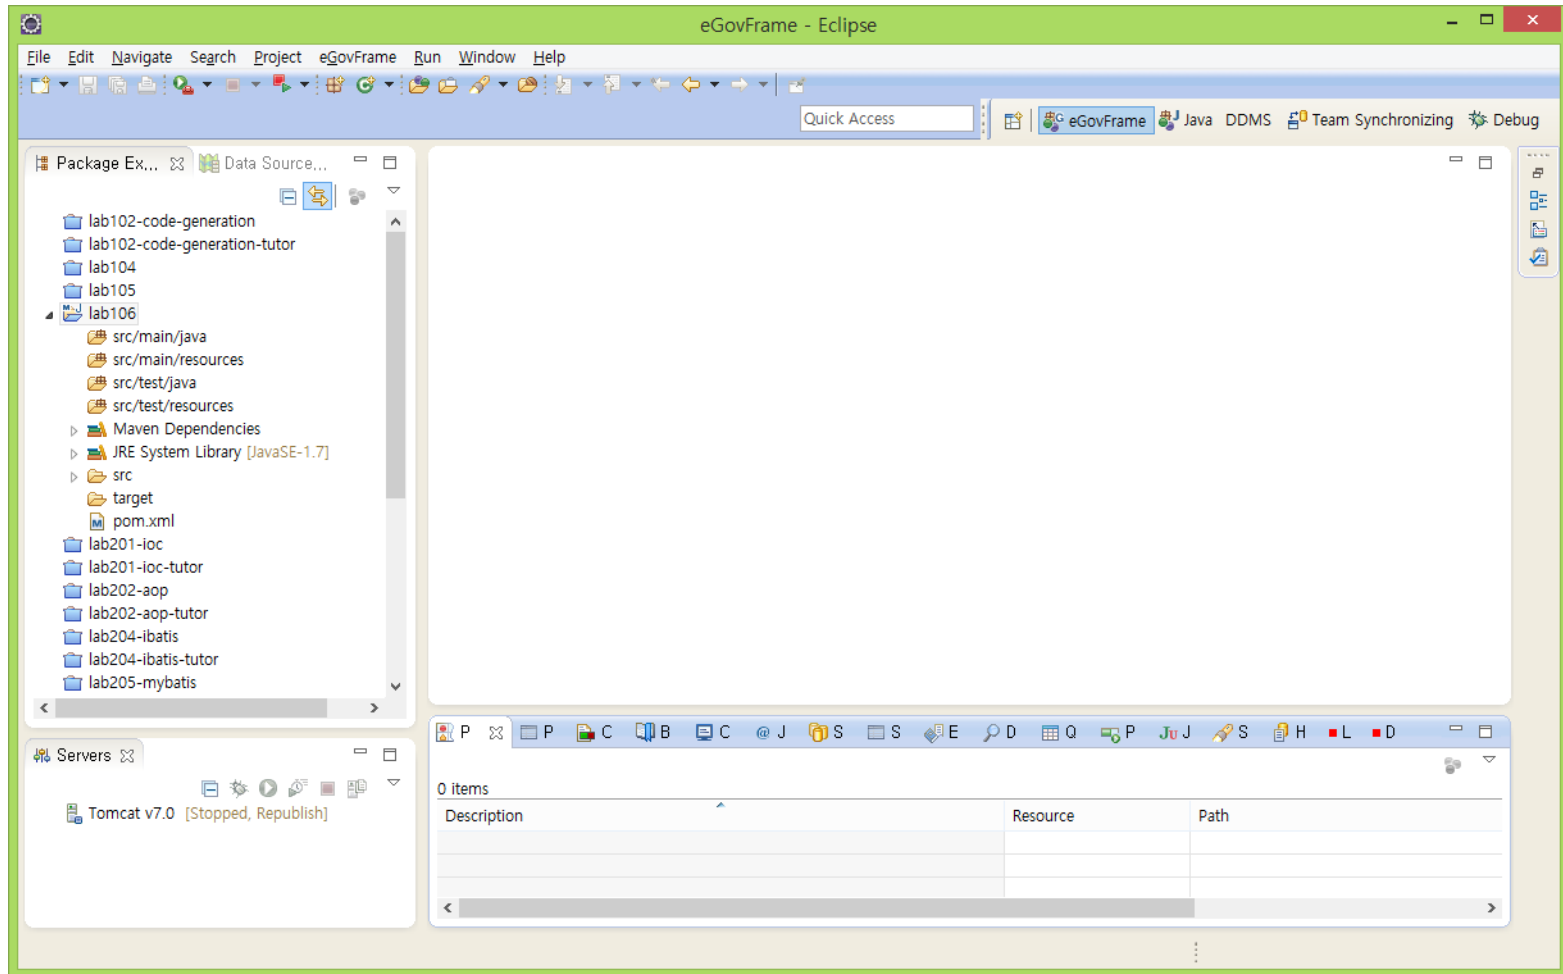 eGovFrame - Eclipse
File Edit Navigate Search Project eGovFrame Run Window Help
Quick Access
eGovFrame Java DDMS Team Synchronizing Debug
Package Ex... Data Source...
lab102-code-generation
lab102-code-generation-tutor
lab104
lab105
lab106
src/main/java
src/main/resources
src/test/java
src/test/resources
Maven Dependencies
JRE System Library [JavaSE-1.7]
src
target
pom.xml
lab201-ioc
lab201-ioc-tutor
lab202-aop
lab202-aop-tutor
lab204-ibatis
lab204-ibatis-tutor
lab205-mybatis
Servers
Tomcat v7.0 [Stopped, Republish]
P P C B C @ J S S E D Q P Ju J S H L D
0 items
Description Resource Path